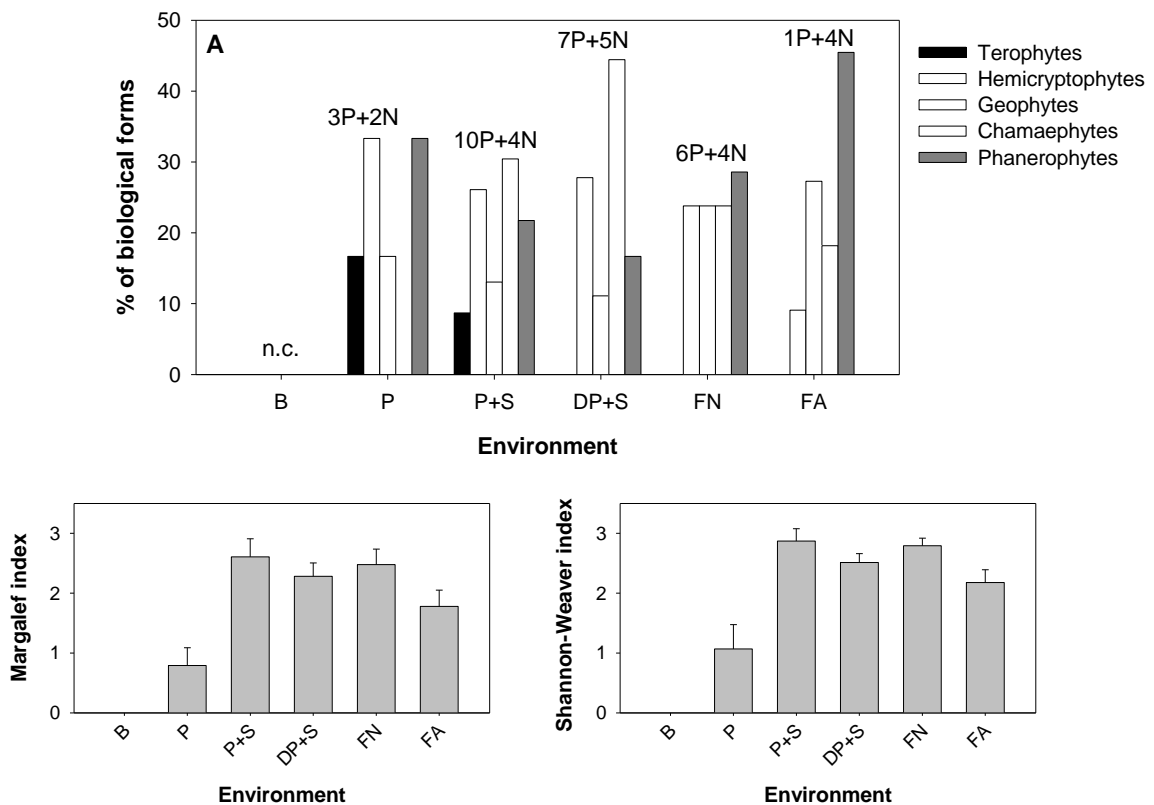 A
% of biological forms
50
40
30
20
10
0
n.c.
3P+2N
10P+4N
7P+5N
6P+4N
1P+4N
B P P+S DP+S FN FA
Environment
Terophytes
Hemicryptophytes
Geophytes
Chamaephytes
Phanerophytes
Margalef index
3
2
1
0
B P P+S DP+S FN FA
Environment
Shannon-Weaver index
3
2
1
0
B P P+S DP+S FN FA
Environment